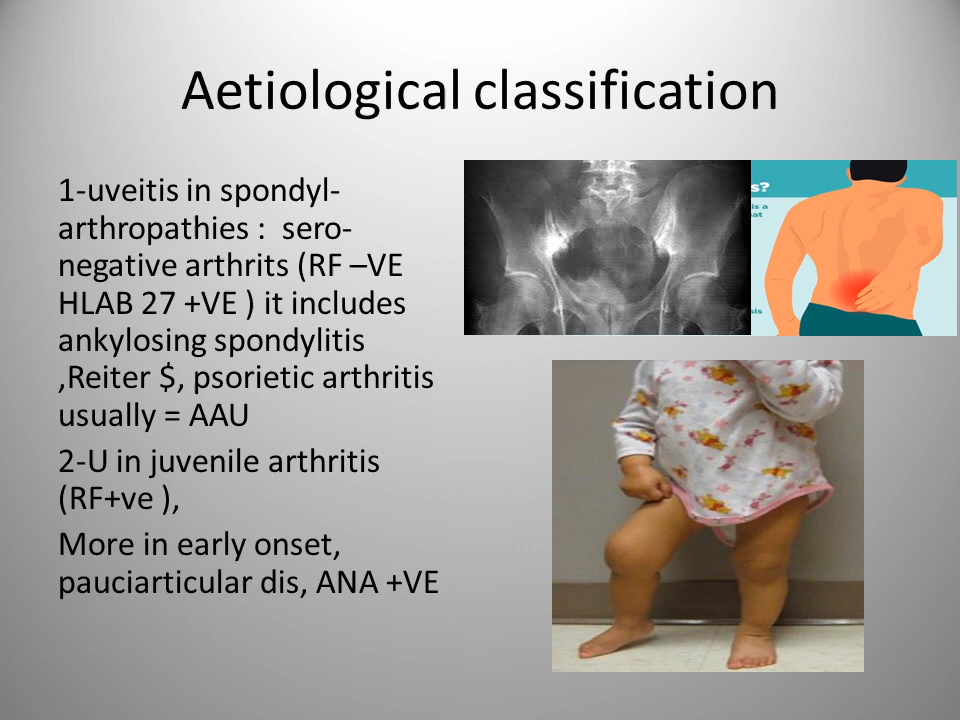 Aetiological classification
1-uveitis in spondyl-
arthropathies :  sero-
negative arthrits (RF –VE
HLAB 27 +VE ) it includes
ankylosing spondylitis
,Reiter $, psorietic arthritis
usually = AAU
2-U in juvenile arthritis
(RF+ve ),
More in early onset,
pauciarticular dis, ANA +VE
s?
is a
at
sis